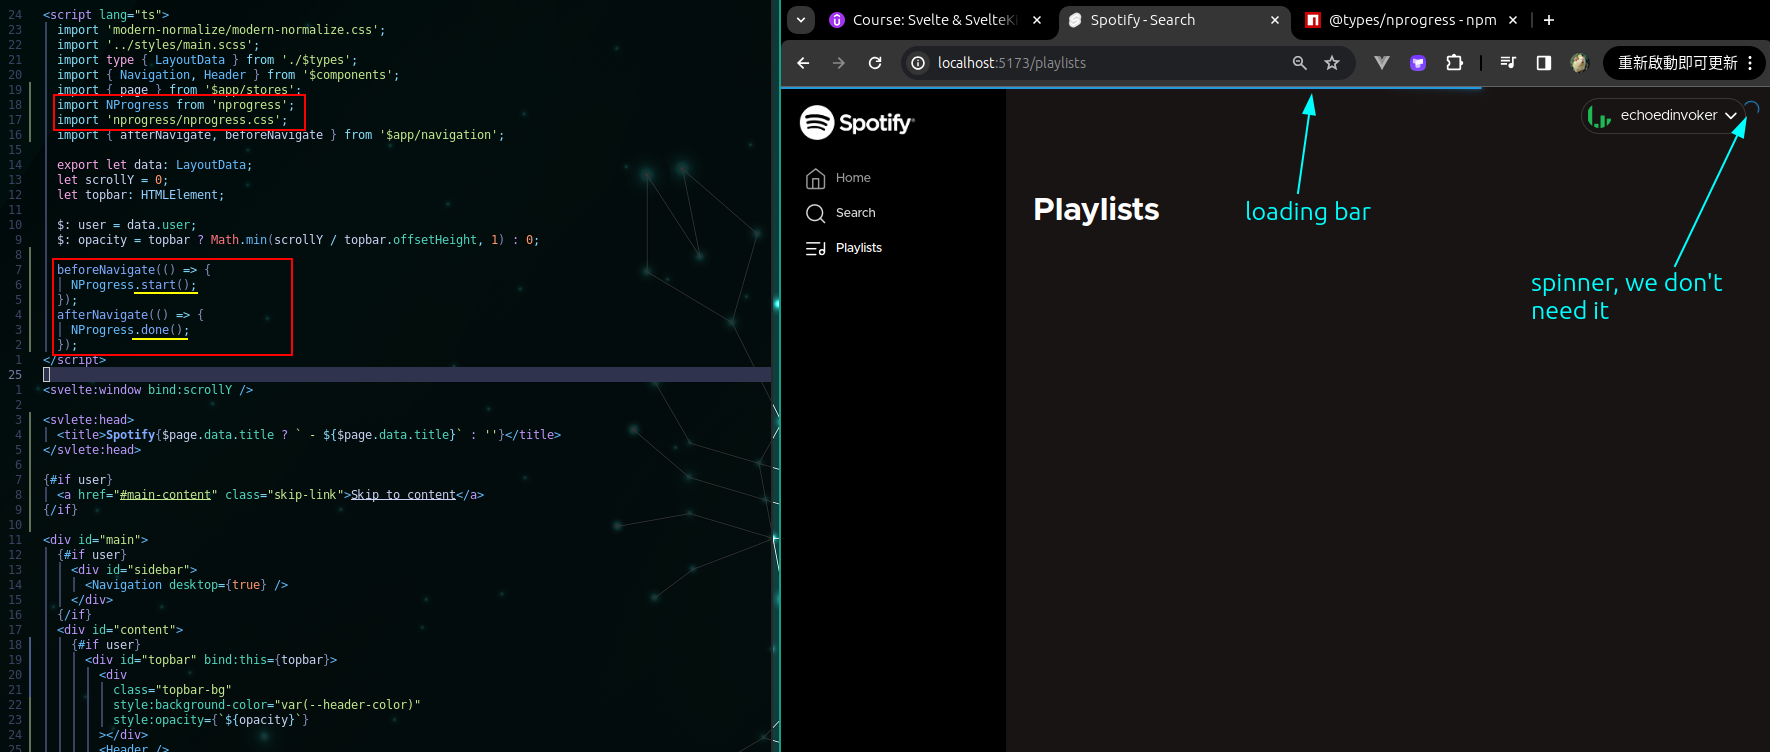 24 <script lang="ts">
23 import 'modern-normalize/modern-normalize.css';
22 import '../styles/main.scss';
21 import type { LayoutData } from './$types';
20 import { Navigation, Header } from '$components';
19 import { page } from '$app/stores';
18 import NProgress from 'nprogress';
17 import 'nprogress/nprogress.css';
16 import { afterNavigate, beforeNavigate } from '$app/navigation';
15
14 export let data: LayoutData;
13 let scrollY = 0;
12 let topbar: HTMLElement;
11
10 $: user = data.user;
9 $: opacity = topbar ? Math.min(scrollY / topbar.offsetHeight, 1) : 0;
8
7 beforeNavigate(() => {
6 NProgress.start();
5 });
4 afterNavigate(() => {
3 NProgress.done();
2 });
1 </script>
25
1 <svelte:window bind:scrollY />
2
3 <svlete:head>
4 <title>Spotify{$page.data.title ? ` - ${$page.data.title}` : ''}</title>
5 </svlete:head>
6
7 {#if user}
8 <a href="#main-content" class="skip-link">Skip to content</a>
9 {/if}
10
11 <div id="main">
12 {#if user}
13 <div id="sidebar">
14 <Navigation desktop={true} />
15 </div>
16 {/if}
17 <div id="content">
18 {#if user}
19 <div id="topbar" bind:this={topbar}>
20 <div
21 class="topbar-bg"
22 style:background-color="var(--header-color)"
23 style:opacity={`${opacity}`}
24 ></div>
25 <Header />
Course: Svelte & SvelteK
Spotify - Search
@types/nprogress - npm
localhost:5173/playlists
重新啟動即可更新
Spotify
echoedinvoker
Home
Search
Playlists
Playlists
loading bar
spinner, we don't
need it